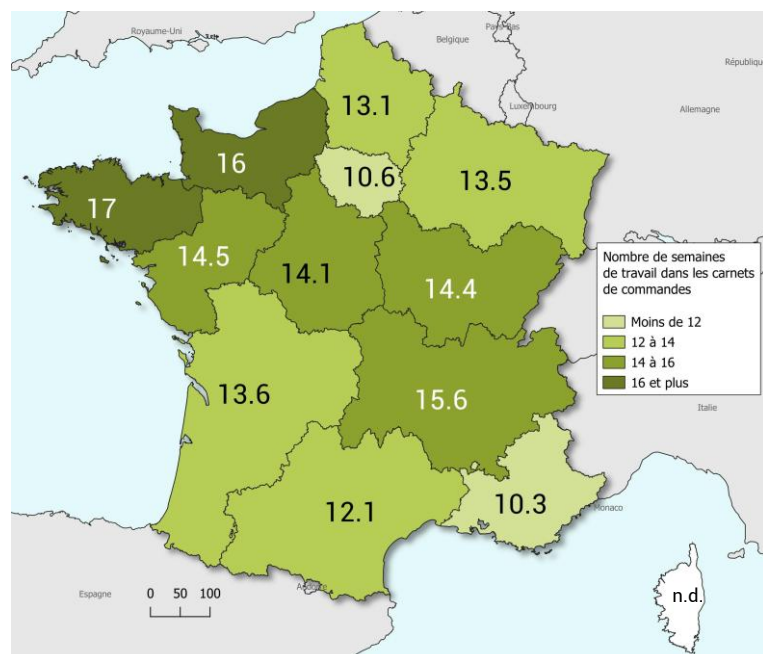 Royaume-Uni
Pays-Bas
Belgique
République
Luxembourg
Allemagne
13.1
16
10.6
13.5
17
14.5
14.1
14.4
Nombre de semaines
de travail dans les carnets
de commandes
Moins de 12
12 à 14
14 à 16
16 et plus
13.6
15.6
Italie
12.1
10.3
Monaco
Andorre
Espagne
0 50 100
n.d.